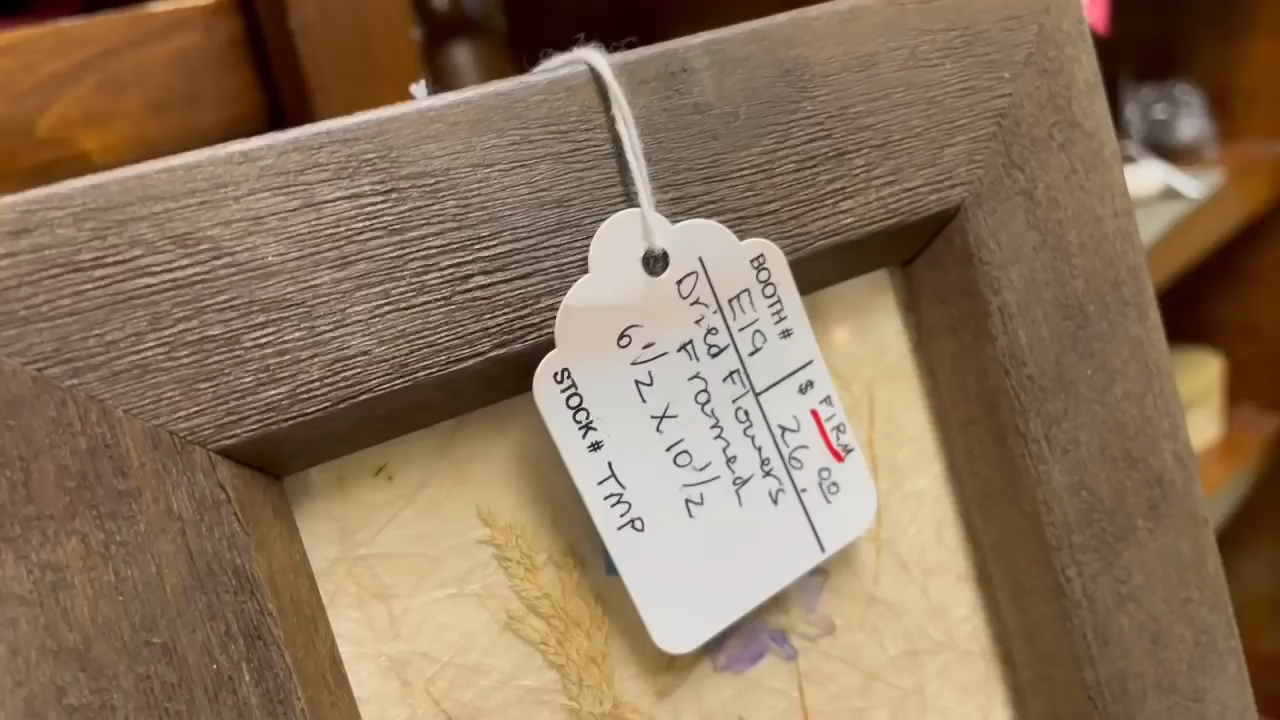 BOOTH #
E19
$ FIRM
26.00
Dried Flowers
Framed
6 1/2 X 10 1/2
STOCK # TMP